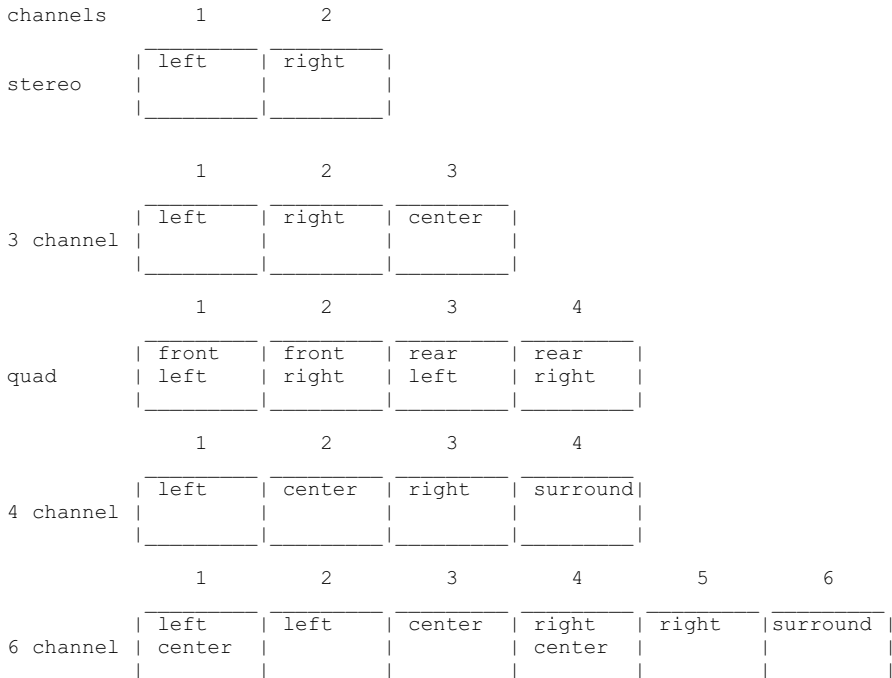 channels 1 2
left right
stereo
1 2 3
left right center
3 channel
1 2 3 4
front front rear rear
quad left right left right
1 2 3 4
left center right surround
4 channel
1 2 3 4 5 6
left left center right right surround
6 channel center center